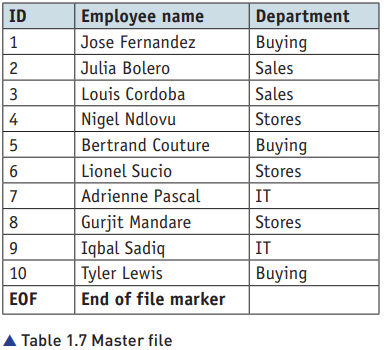 ID Employee name Department
1 Jose Fernandez Buying
2 Julia Bolero Sales
3 Louis Cordoba Sales
4 Nigel Ndlovu Stores
5 Bertrand Couture Buying
6 Lionel Sucio Stores
7 Adrienne Pascal IT
8 Gurjit Mandare Stores
9 Iqbal Sadiq IT
10 Tyler Lewis Buying
EOF End of file marker
▲ Table 1.7 Master file